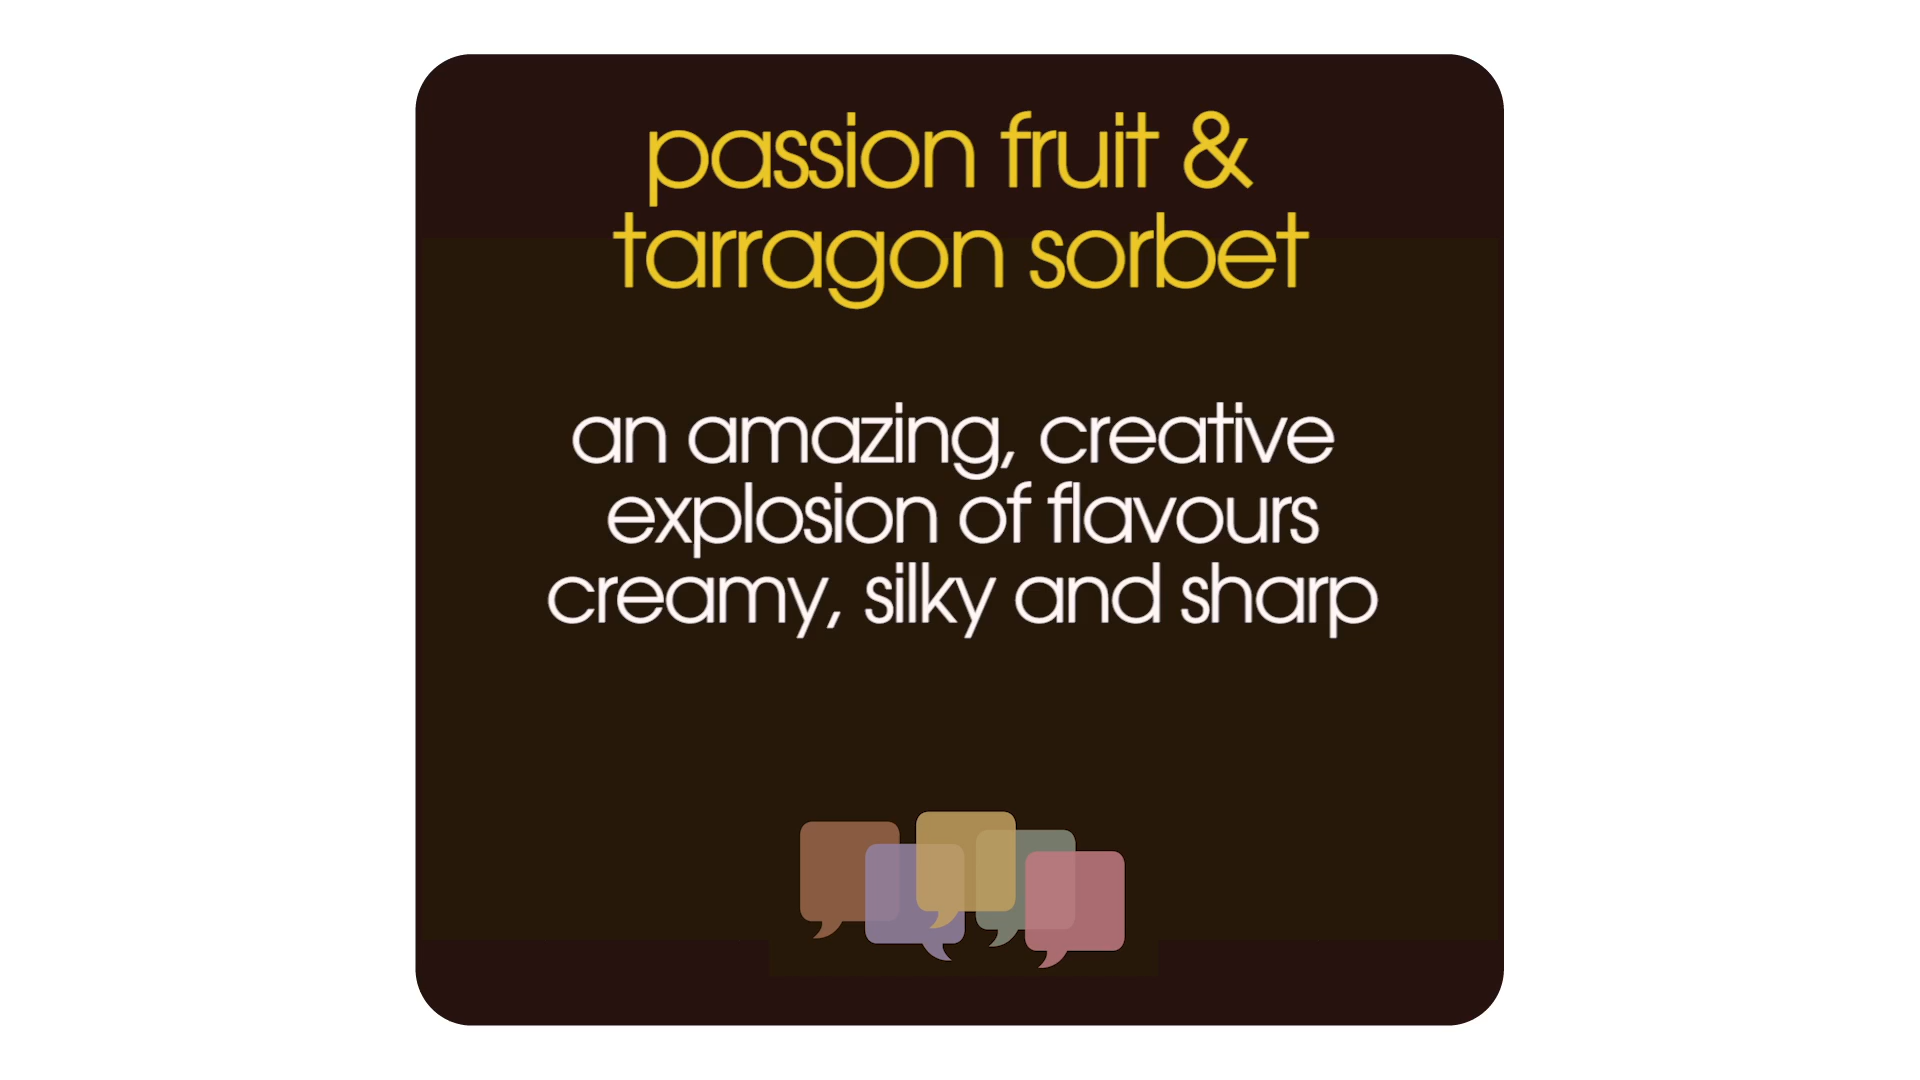 passion fruit &
tarragon sorbet
an amazing, creative
explosion of flavours
creamy, silky and sharp